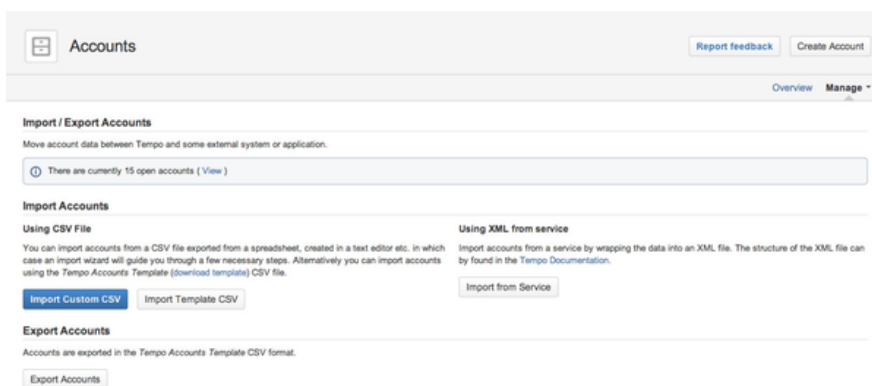 Accounts
Report feedback
Create Account
Overview
Manage
Import / Export Accounts
Move account data between Tempo and some external system or application.
There are currently 15 open accounts ( View )
Import Accounts
Using CSV File
You can import accounts from a CSV file exported from a spreadsheet, created in a text editor etc. in which
case an import wizard will guide you through a few necessary steps. Alternatively you can import accounts
using the Tempo Accounts Template (download template) CSV file.
Import Custom CSV
Import Template CSV
Using XML from service
Import accounts from a service by wrapping the data into an XML file. The structure of the XML file can
by found in the Tempo Documentation.
Import from Service
Export Accounts
Accounts are exported in the Tempo Accounts Template CSV format.
Export Accounts